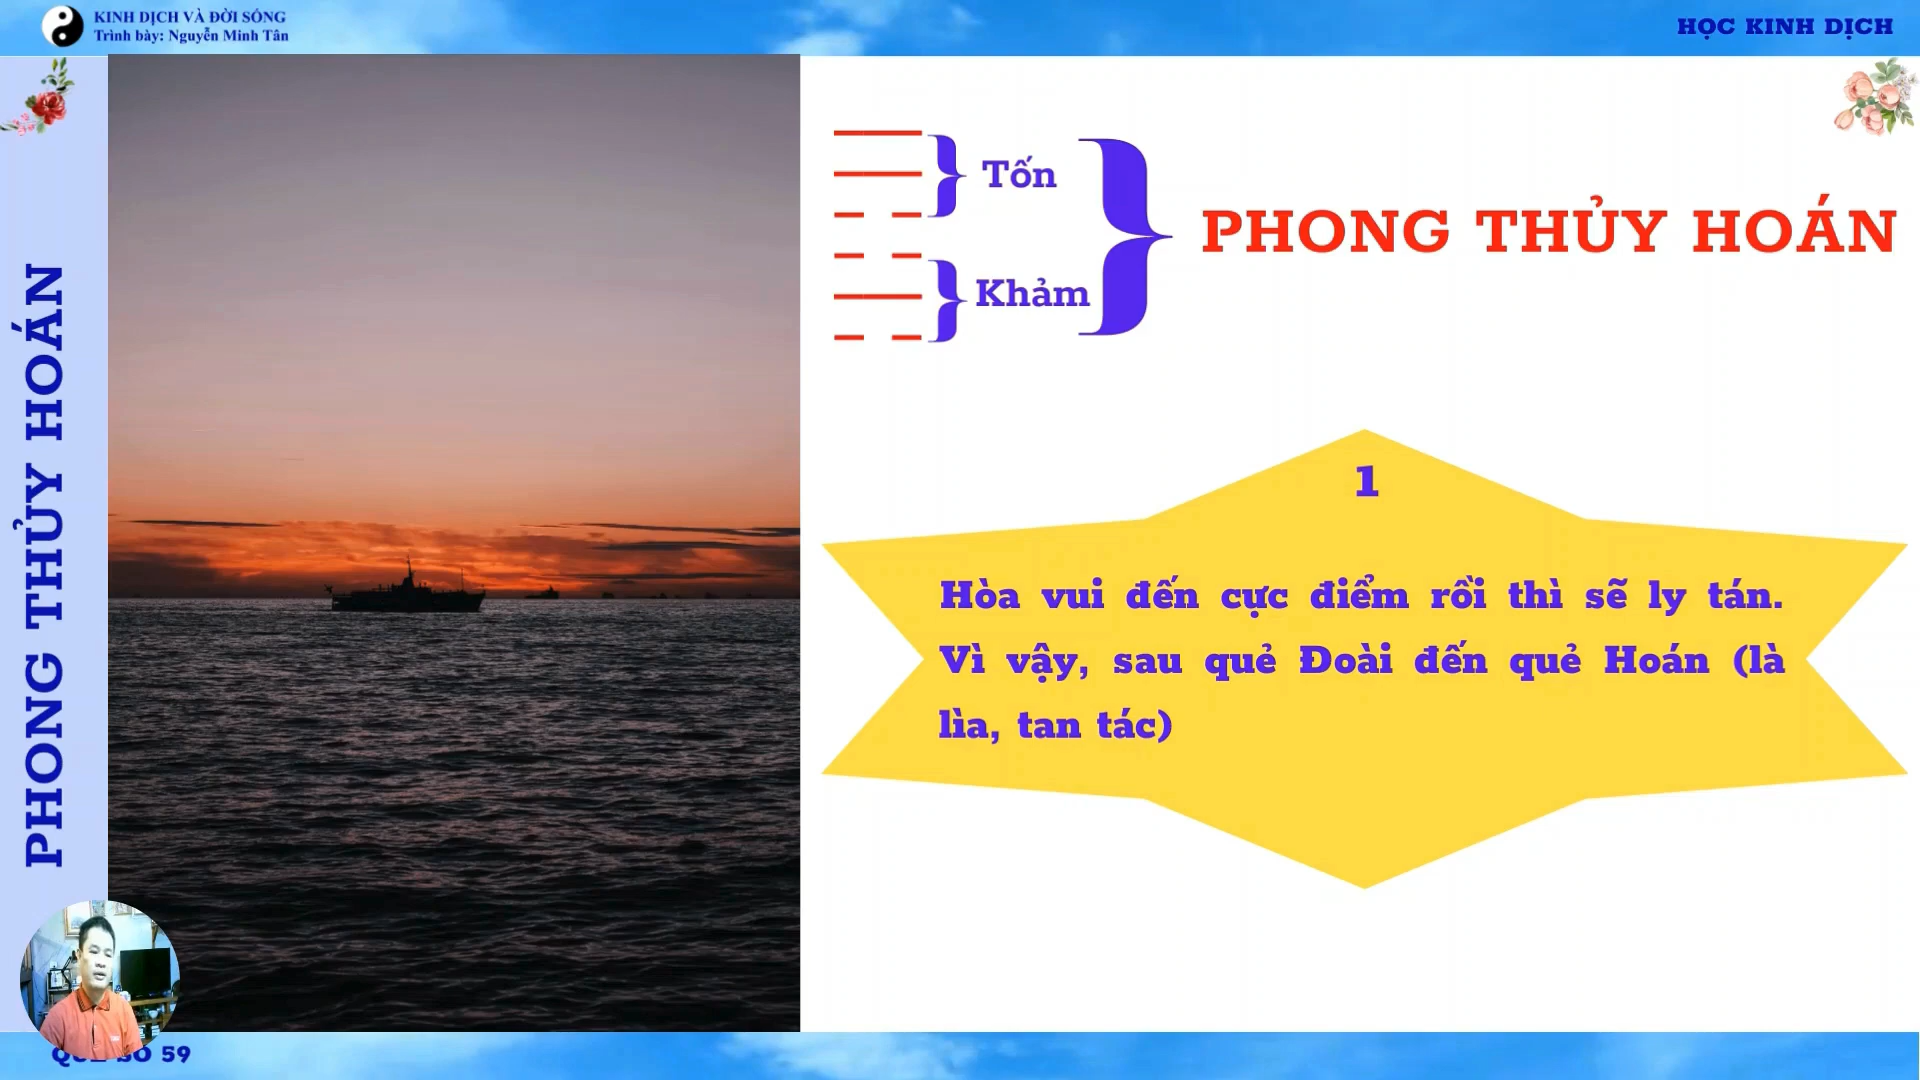 KINH DỊCH VÀ ĐỜI SỐNG
Trình bày: Nguyễn Minh Tân
HỌC KINH DỊCH
PHONG THỦY HOÁN
Tốn
Khảm
PHONG THỦY HOÁN
1
Hòa vui đến cực điểm rồi thì sẽ ly tán.
Vì vậy, sau quẻ Đoài đến quẻ Hoán (là
lìa, tan tác)
59